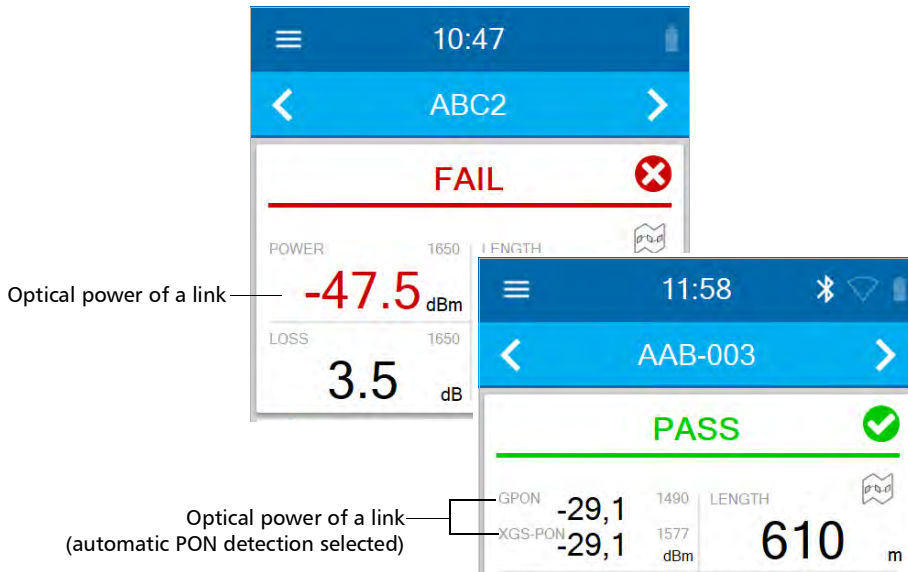 10:47
ABC2
FAIL
POWER 1650 LENGTH
Optical power of a link
-47.5 dBm
LOSS 1650
3.5 dB
11:58
AAB-003
PASS
GPON -29,1 1490 LENGTH
XGS-PON -29,1 1577 dBm
610 m
Optical power of a link
(automatic PON detection selected)